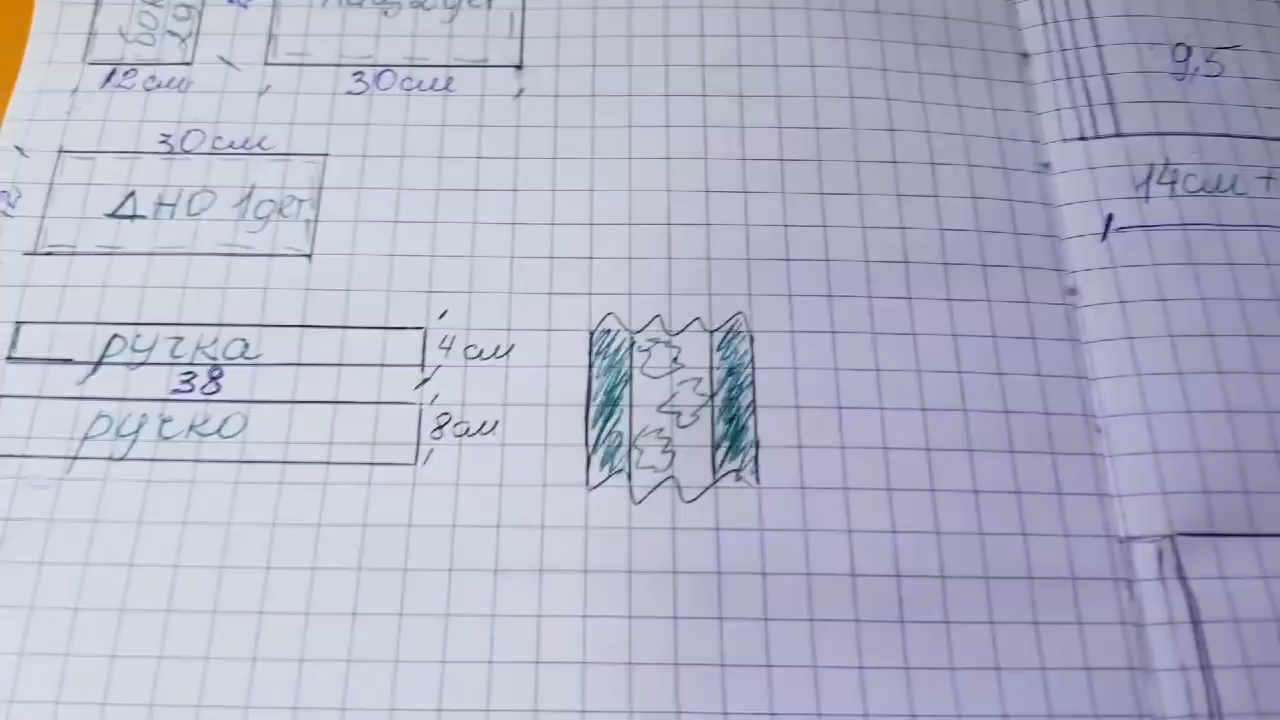 12см
30см
9,5
30см
14см+
ДНО 1дет.
ручка
4см
38
ручко
8см